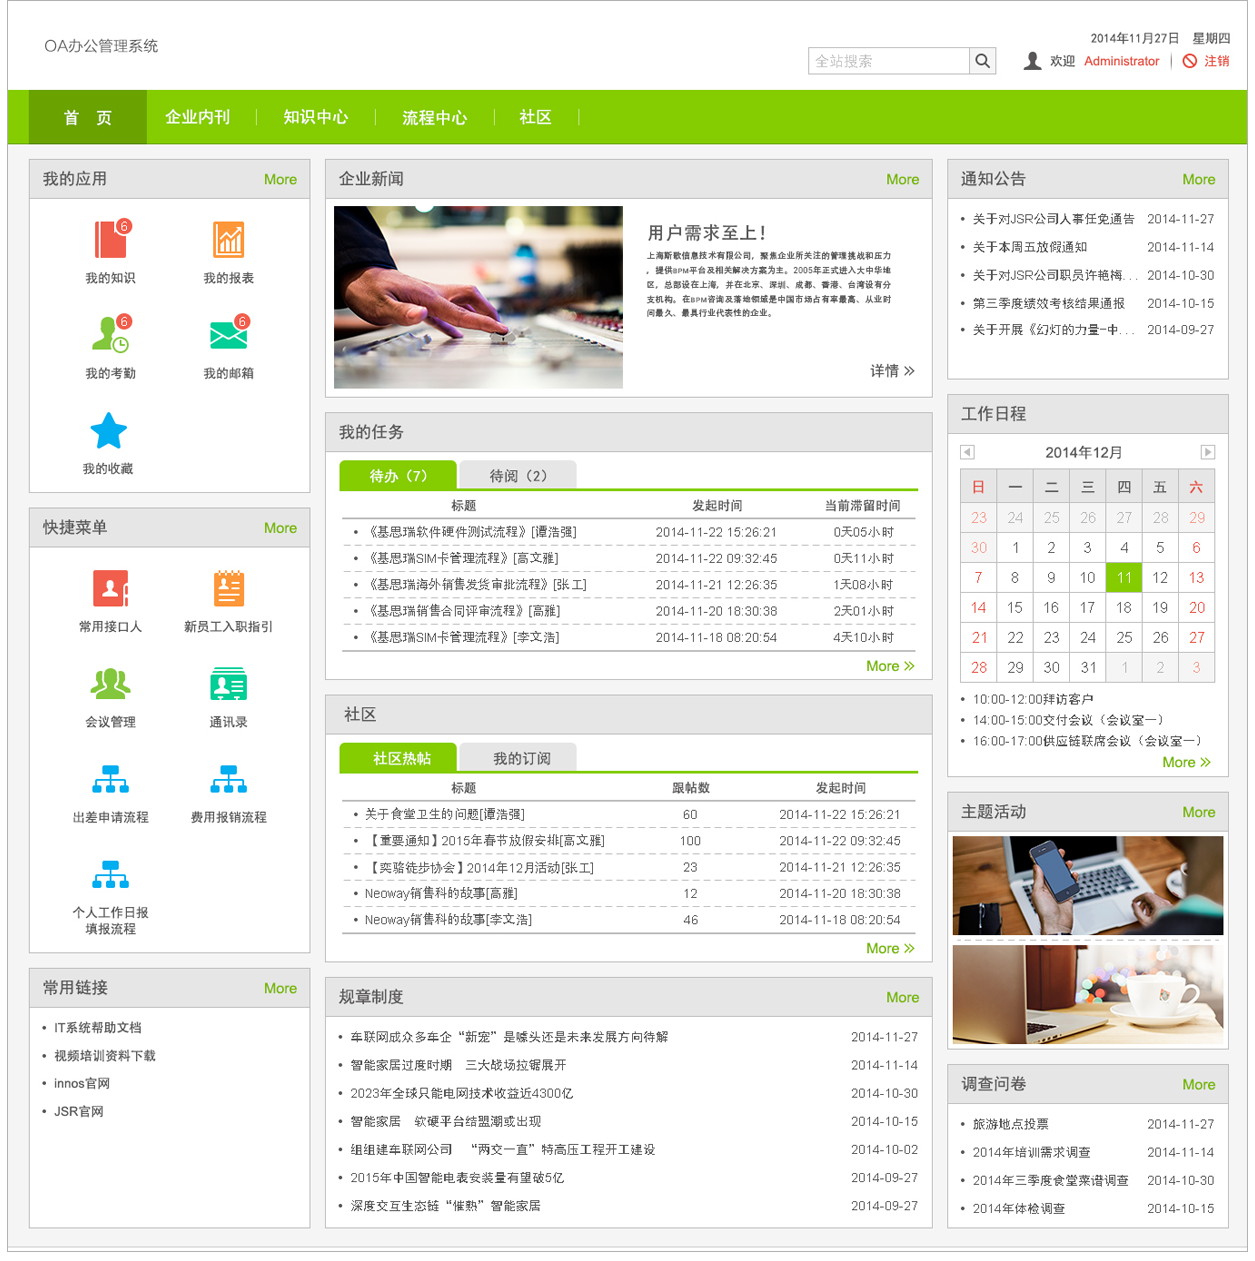 OA办公管理系统
2014年11月27日 星期四
全站搜索
欢迎 Administrator 注销
首 页 企业内刊 知识中心 流程中心 社区
我的应用 More
6
我的知识 我的报表
6 6
我的考勤 我的邮箱
我的收藏
快捷菜单 More
常用接口人 新员工入职指引
会议管理 通讯录
出差申请流程 费用报销流程
个人工作日报
填报流程
常用链接 More
• IT系统帮助文档
• 视频培训资料下载
• innos官网
• JSR官网
企业新闻 More
用户需求至上！
上海斯歌信息技术有限公司，聚焦企业所关注的管理挑战和压力
，提供BPM平台及相关解决方案为主。2005年正式进入大中华地
区，总部设在上海，并在北京、深圳、成都、香港、台湾设有分
支机构。在BPM咨询及落地领域是中国市场占有率最高、从业时
间最久、最具行业代表性的企业。
详情 »
我的任务
待办（7） 待阅（2）
标题 发起时间 当前滞留时间
• 《基思瑞软件硬件测试流程》[谭浩强] 2014-11-22 15:26:21 0天05小时
• 《基思瑞SIM卡管理流程》[高文雅] 2014-11-22 09:32:45 0天11小时
• 《基思瑞海外销售发货审批流程》[张工] 2014-11-21 12:26:35 1天08小时
• 《基思瑞销售合同评审流程》[高雅] 2014-11-20 18:30:38 2天01小时
• 《基思瑞SIM卡管理流程》[李文浩] 2014-11-18 08:20:54 4天10小时
More »
社区
社区热帖 我的订阅
标题 跟帖数 发起时间
• 关于食堂卫生的问题[谭浩强] 60 2014-11-22 15:26:21
• 【重要通知】2015年春节放假安排[高文雅] 100 2014-11-22 09:32:45
• 【奕骆徒步协会】2014年12月活动[张工] 23 2014-11-21 12:26:35
• Neoway销售科的故事[高雅] 12 2014-11-20 18:30:38
• Neoway销售科的故事[李文浩] 46 2014-11-18 08:20:54
More »
规章制度 More
• 车联网成众多车企“新宠”是噱头还是未来发展方向待解 2014-11-27
• 智能家居过度时期 三大战场拉锯展开 2014-11-14
• 2023年全球只能电网技术收益近4300亿 2014-10-30
• 智能家居 软硬平台结盟潮或出现 2014-10-15
• 组组建车联网公司 “两交一直”特高压工程开工建设 2014-10-02
• 2015年中国智能电表安装量有望破5亿 2014-09-27
• 深度交互生态链“催熟”智能家居 2014-09-27
通知公告 More
• 关于对JSR公司人事任免通告 2014-11-27
• 关于本周五放假通知 2014-11-14
• 关于对JSR公司职员许艳梅... 2014-10-30
• 第三季度绩效考核结果通报 2014-10-15
• 关于开展《幻灯的力量-中... 2014-09-27
工作日程
2014年12月
日 一 二 三 四 五 六
23 24 25 26 27 28 29
30 1 2 3 4 5 6
7 8 9 10 11 12 13
14 15 16 17 18 19 20
21 22 23 24 25 26 27
28 29 30 31 1 2 3
• 10:00-12:00拜访客户
• 14:00-15:00交付会议（会议室一）
• 16:00-17:00供应链联席会议（会议室一）
More »
主题活动 More
调查问卷 More
• 旅游地点投票 2014-11-27
• 2014年培训需求调查 2014-11-14
• 2014年三季度食堂菜谱调查 2014-10-30
• 2014年体检调查 2014-10-15